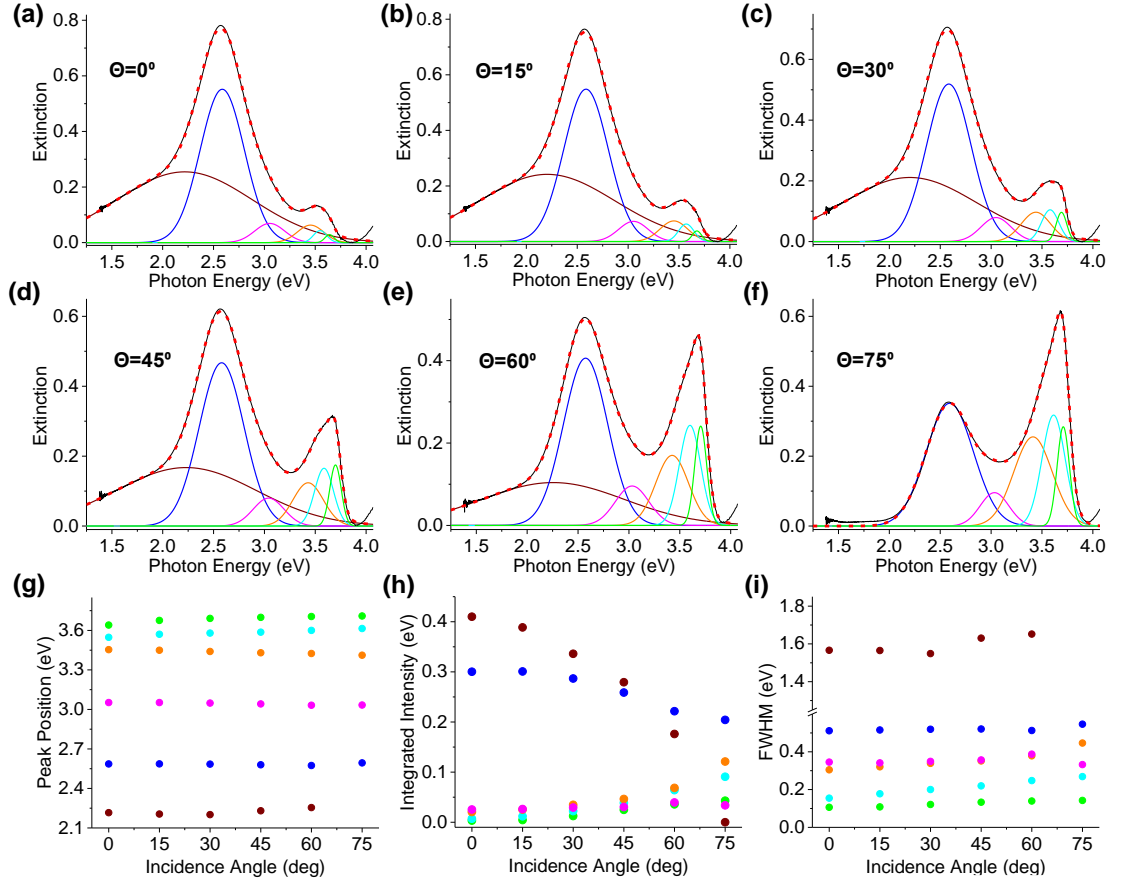 (a)
0.8
0.6
0.4
0.2
0.0
Extinction
Θ=0º
1.5 2.0 2.5 3.0 3.5 4.0
Photon Energy (eV)
(b)
0.8
0.6
0.4
0.2
0.0
Extinction
Θ=15º
1.5 2.0 2.5 3.0 3.5 4.0
Photon Energy (eV)
(c)
0.8
0.6
0.4
0.2
0.0
Extinction
Θ=30º
1.5 2.0 2.5 3.0 3.5 4.0
Photon Energy (eV)
(d)
0.6
0.4
0.2
0.0
Extinction
Θ=45º
1.5 2.0 2.5 3.0 3.5 4.0
Photon Energy (eV)
(e)
0.4
0.2
0.0
Extinction
Θ=60º
1.5 2.0 2.5 3.0 3.5 4.0
Photon Energy (eV)
(f)
0.6
0.4
0.2
0.0
Extinction
Θ=75º
1.5 2.0 2.5 3.0 3.5 4.0
Photon Energy (eV)
(g)
3.6
3.3
3.0
2.7
2.4
2.1
Peak Position (eV)
0 15 30 45 60 75
Incidence Angle (deg)
(h)
0.4
0.3
0.2
0.1
0.0
Integrated Intensity (eV)
0 15 30 45 60 75
Incidence Angle (deg)
(i)
1.8
1.6
1.4
0.4
0.2
0.0
FWHM (eV)
0 15 30 45 60 75
Incidence Angle (deg)